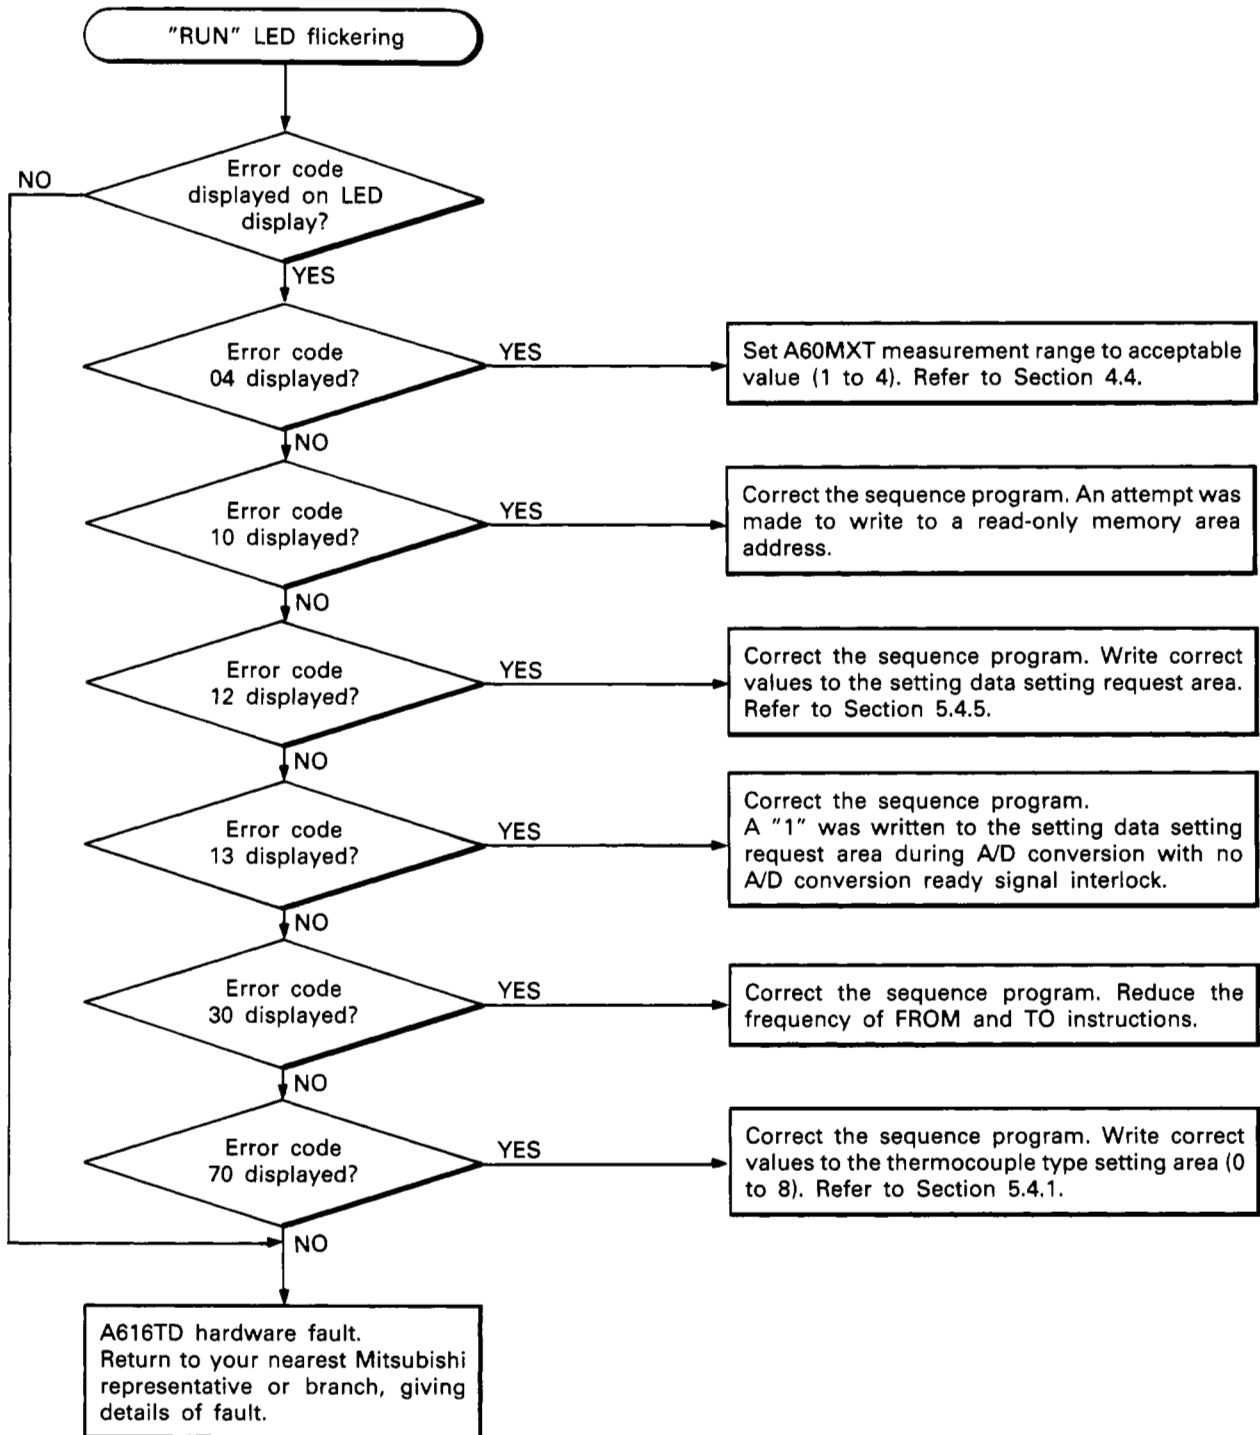 "RUN" LED flickering
Error code
displayed on LED
display?
NO
YES
Error code
04 displayed?
YES
Set A60MXT measurement range to acceptable
value (1 to 4). Refer to Section 4.4.
NO
Error code
10 displayed?
YES
Correct the sequence program. An attempt was
made to write to a read-only memory area
address.
NO
Error code
12 displayed?
YES
Correct the sequence program. Write correct
values to the setting data setting request area.
Refer to Section 5.4.5.
NO
Error code
13 displayed?
YES
Correct the sequence program.
A "1" was written to the setting data setting
request area during A/D conversion with no
A/D conversion ready signal interlock.
NO
Error code
30 displayed?
YES
Correct the sequence program. Reduce the
frequency of FROM and TO instructions.
NO
Error code
70 displayed?
YES
Correct the sequence program. Write correct
values to the thermocouple type setting area (0
to 8). Refer to Section 5.4.1.
NO
A616TD hardware fault.
Return to your nearest Mitsubishi
representative or branch, giving
details of fault.